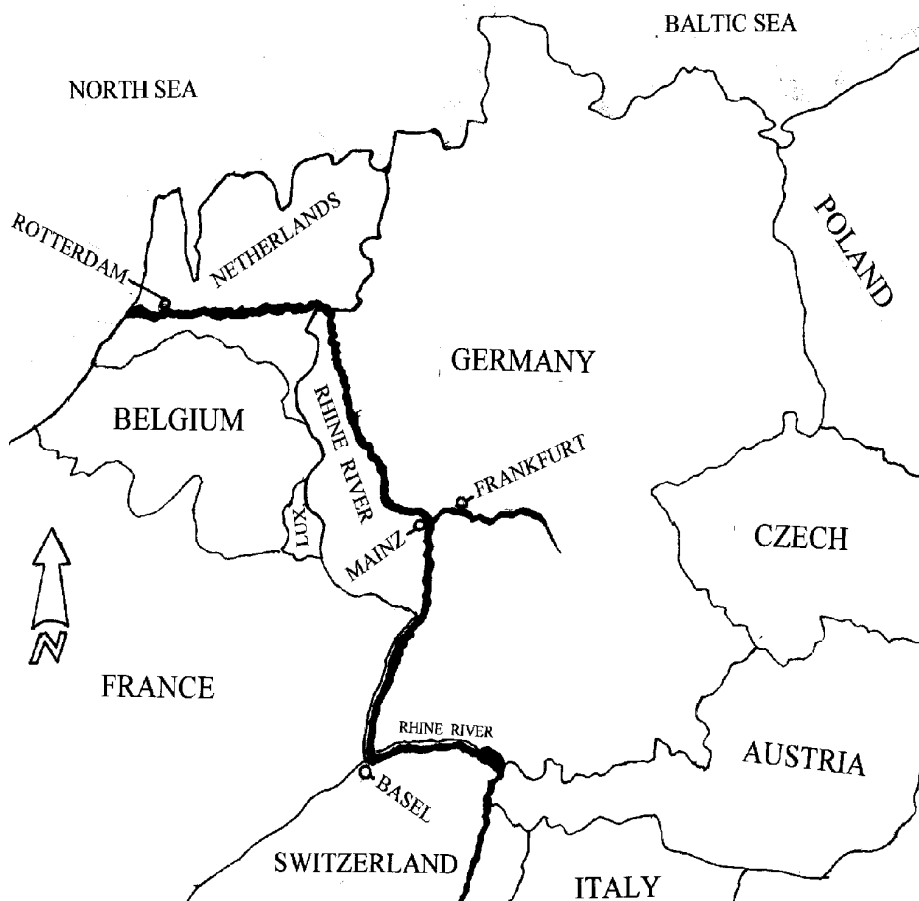 BALTIC SEA
NORTH SEA
POLAND
ROTTERDAM
NETHERLANDS
GERMANY
BELGIUM
RHINE RIVER
FRANKFURT
LUX
MAINZ
CZECH
N
FRANCE
RHINE RIVER
AUSTRIA
BASEL
SWITZERLAND
ITALY